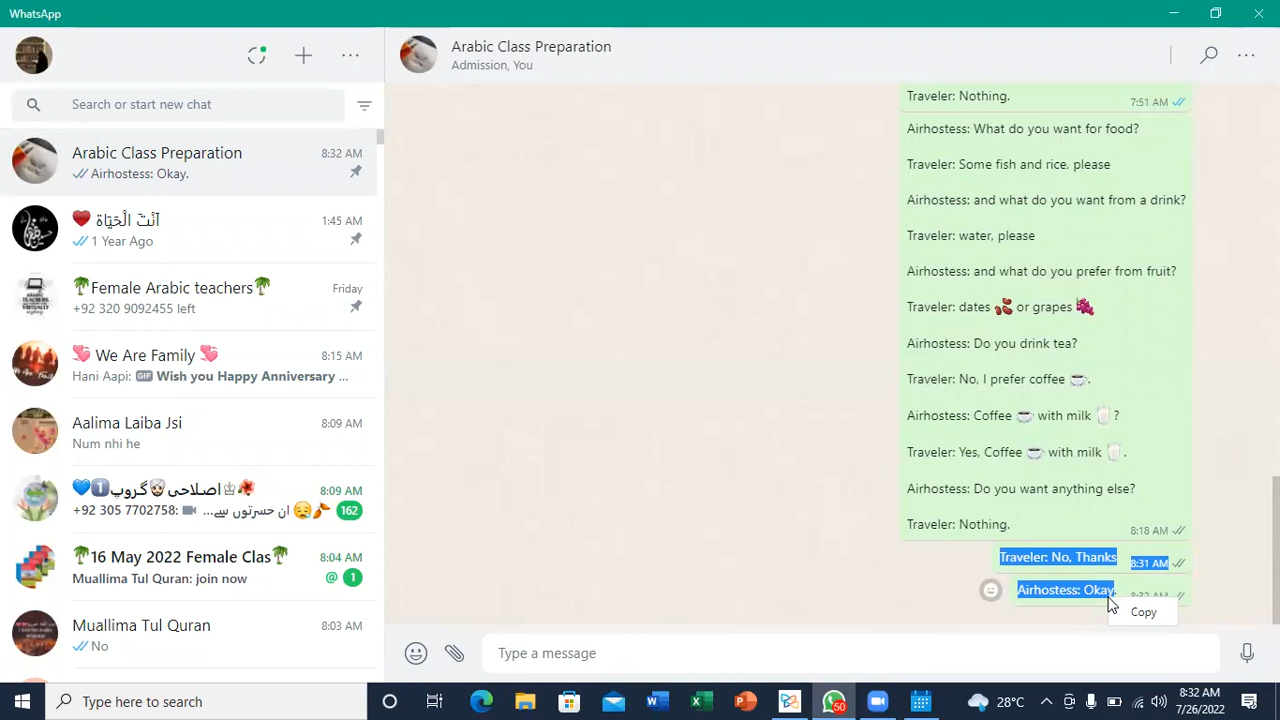 WhatsApp
Arabic Class Preparation
Admission, You
Search or start new chat
Arabic Class Preparation
8:32 AM
Airhostess: Okay.
1:45 AM
1 Year Ago
🌴Female Arabic teachers🌴
Friday
+92 320 9092455 left
💞 We Are Family 💞
8:15 AM
Hani Aapi: GIF Wish you Happy Anniversary ...
Aalima Laiba Jsi
8:09 AM
Num nhi he
اصلاحی گروپ
8:09 AM
+92 305 7702758: ان حسرتوں سے...
162
🌴16 May 2022 Female Clas🌴
8:04 AM
Muallima Tul Quran: join now
@ 1
Muallima Tul Quran
8:03 AM
No
Traveler: Nothing.
7:51 AM
Airhostess: What do you want for food?
Traveler: Some fish and rice, please
Airhostess: and what do you want from a drink?
Traveler: water, please
Airhostess: and what do you prefer from fruit?
Traveler: dates 🫘 or grapes 🍇
Airhostess: Do you drink tea?
Traveler: No, I prefer coffee ☕.
Airhostess: Coffee ☕ with milk 🥛 ?
Traveler: Yes, Coffee ☕ with milk 🥛.
Airhostess: Do you want anything else?
Traveler: Nothing.
8:18 AM
Traveler: No, Thanks
8:31 AM
Airhostess: Okay.
8:32 AM
Copy
Type a message
Type here to search
50
28°C
8:32 AM
7/26/2022